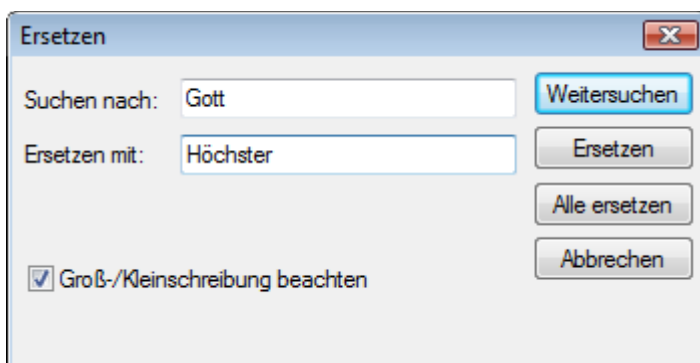 Ersetzen
Suchen nach: Gott Weitersuchen
Ersetzen mit: Höchster Ersetzen
Alle ersetzen
Abbrechen
Groß-/Kleinschreibung beachten